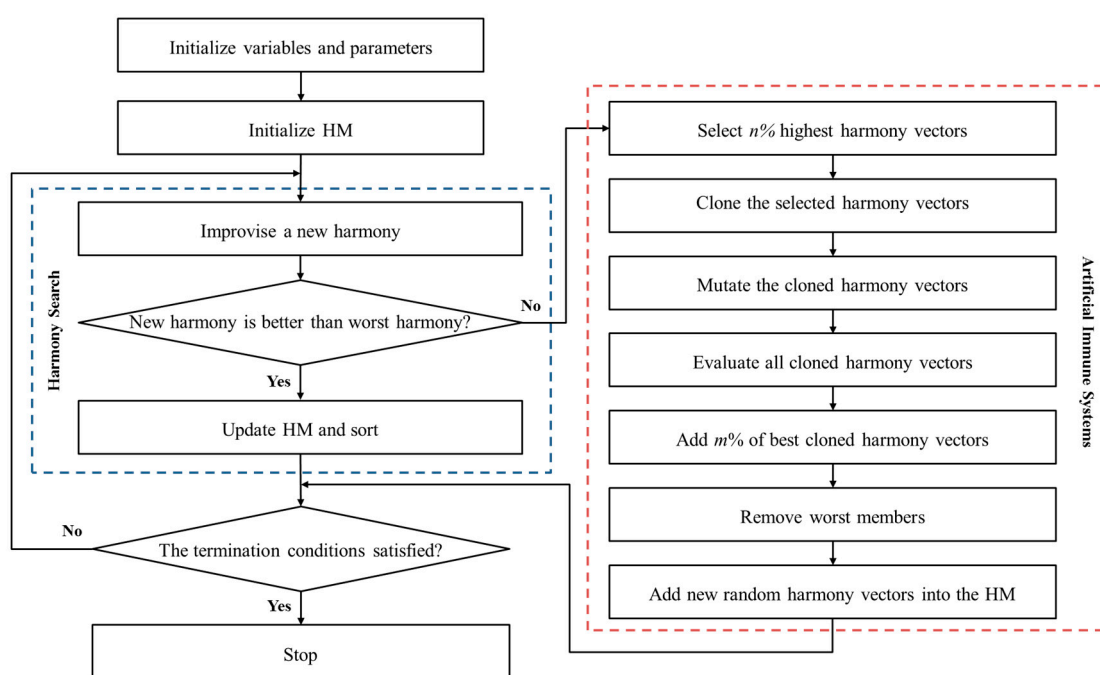 Initialize variables and parameters
Initialize HM
Harmony Search
Improvise a new harmony
New harmony is better than worst harmony?
No
Yes
Update HM and sort
No
The termination conditions satisfied?
Yes
Stop
Select n% highest harmony vectors
Clone the selected harmony vectors
Mutate the cloned harmony vectors
Evaluate all cloned harmony vectors
Add m% of best cloned harmony vectors
Remove worst members
Add new random harmony vectors into the HM
Artificial Immune Systems